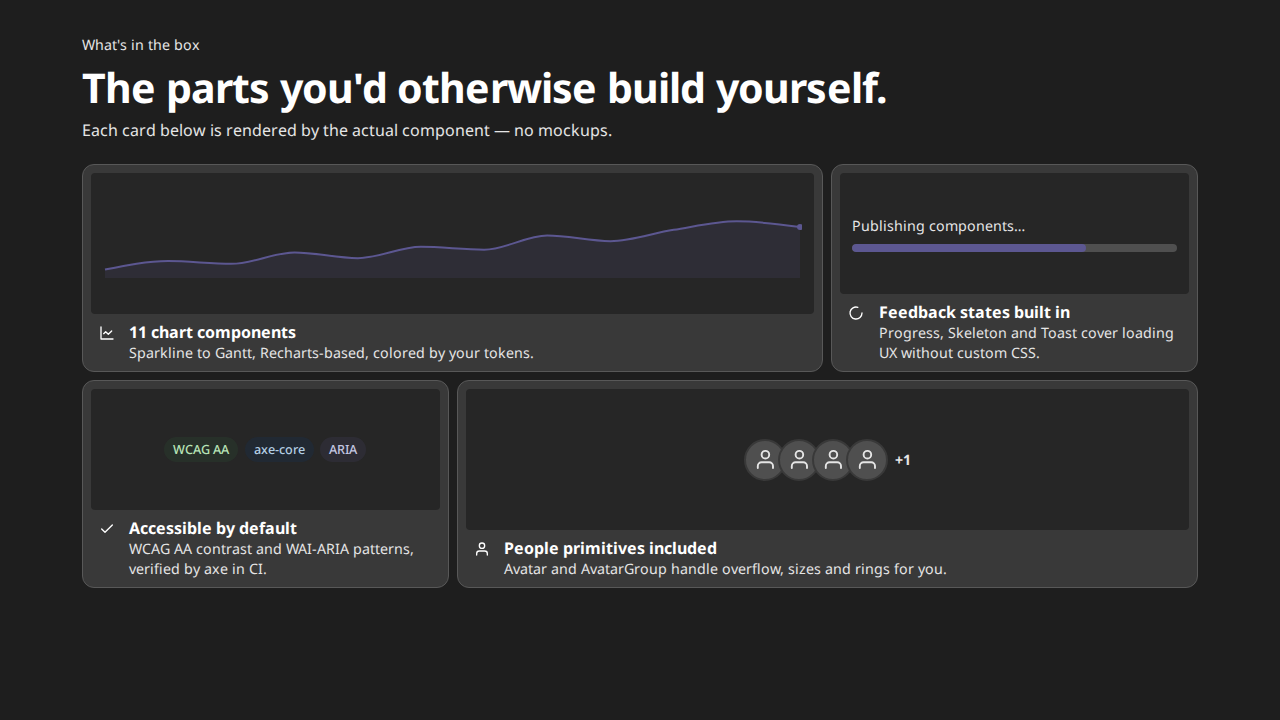 What's in the box
The parts you'd otherwise build yourself.
Each card below is rendered by the actual component — no mockups.
11 chart components
Sparkline to Gantt, Recharts-based, colored by your tokens.
Publishing components...
Feedback states built in
Progress, Skeleton and Toast cover loading
UX without custom CSS.
WCAG AA axe-core ARIA
Accessible by default
WCAG AA contrast and WAI-ARIA patterns,
verified by axe in CI.
+1
People primitives included
Avatar and AvatarGroup handle overflow, sizes and rings for you.